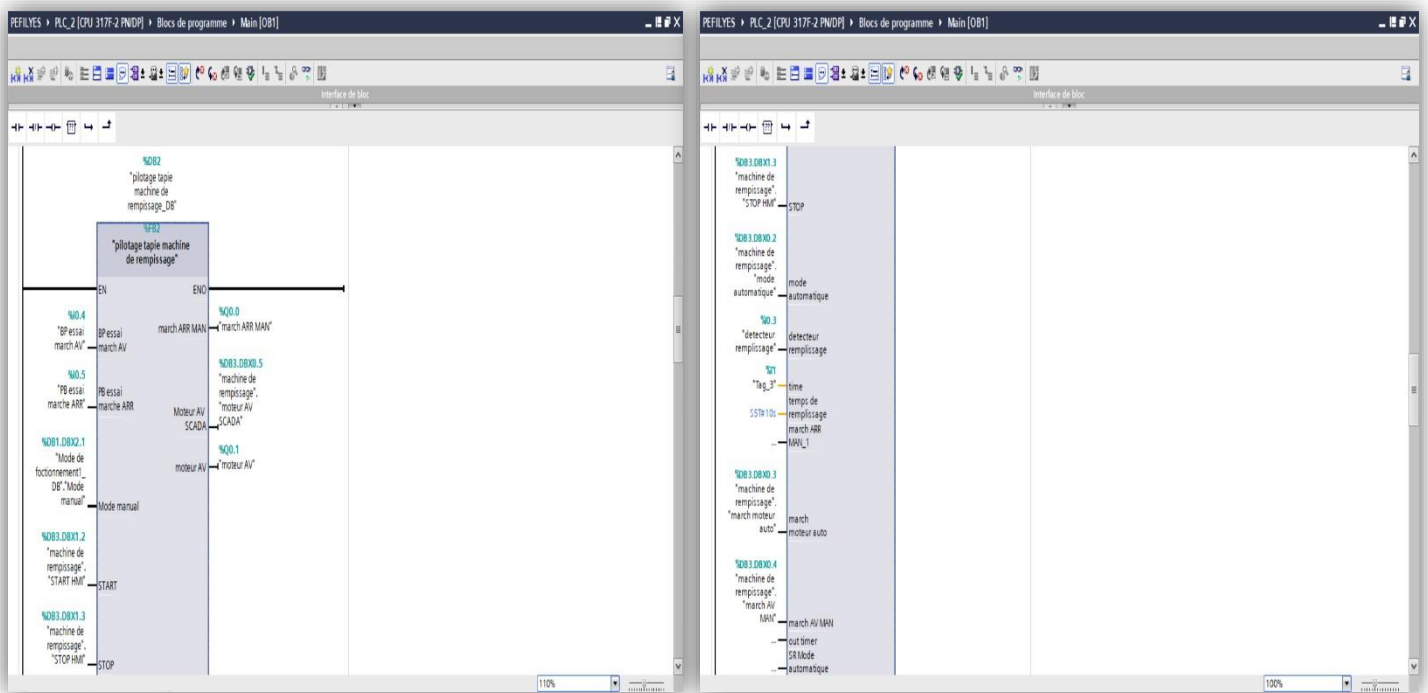 PEFILYES ▸ PLC_2 [CPU 317F-2 PN/DP] ▸ Blocs de programme ▸ Main [OB1]
Interface de bloc
%DB2
"pilotage tapie
machine de
rempissage_DB"
%FB2
"pilotage tapie machine
de rempissage"
EN
ENO
%I0.4
"BP essai
march AV"
BP essai
march AV
%I0.5
"PB essai
marche ARR"
PB essai
marche ARR
%DB1.DBX2.1
"Mode de
foctionnement1_
DB"."Mode
manual"
Mode manual
%DB3.DBX1.2
"machine de
rempissage".
"START HMI"
START
%DB3.DBX1.3
"machine de
rempissage".
"STOP HMI"
STOP
march ARR MAN
%Q0.0
"march ARR MAN"
Moteur AV
SCADA
%DB3.DBX0.5
"machine de
rempissage".
"moteur AV
SCADA"
moteur AV
%Q0.1
"moteur AV"
110%
PEFILYES ▸ PLC_2 [CPU 317F-2 PN/DP] ▸ Blocs de programme ▸ Main [OB1]
Interface de bloc
%DB3.DBX1.3
"machine de
rempissage".
"STOP HMI"
STOP
%DB3.DBX0.2
"machine de
rempissage".
"mode
automatique"
mode
automatique
%I0.3
"detecteur
remplissage"
detecteur
remplissage
%T1
"Tag_3"
time
S5T#10s
temps de
remplissage
...
march ARR
MAN_1
%DB3.DBX0.3
"machine de
rempissage".
"march moteur
auto"
march
moteur auto
%DB3.DBX0.4
"machine de
rempissage".
"march AV
MAN"
march AV MAN
...
out timer
...
SR Mode
automatique
100%